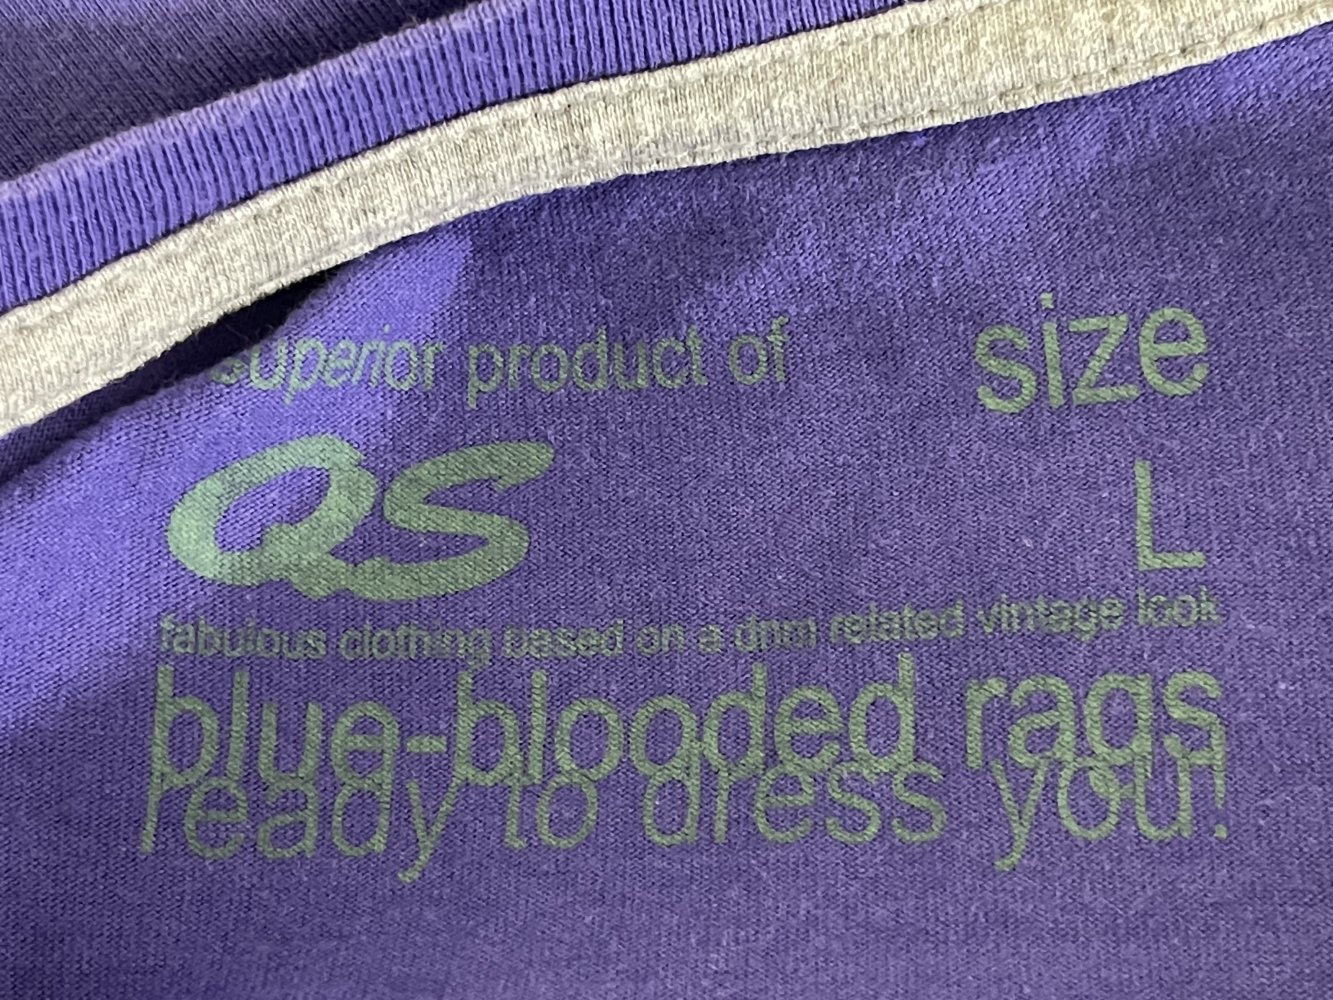 superior product of
size
QS
L
fabulous clothing based on a dnm related vintage look
blue-blooded rags
ready to dress you!